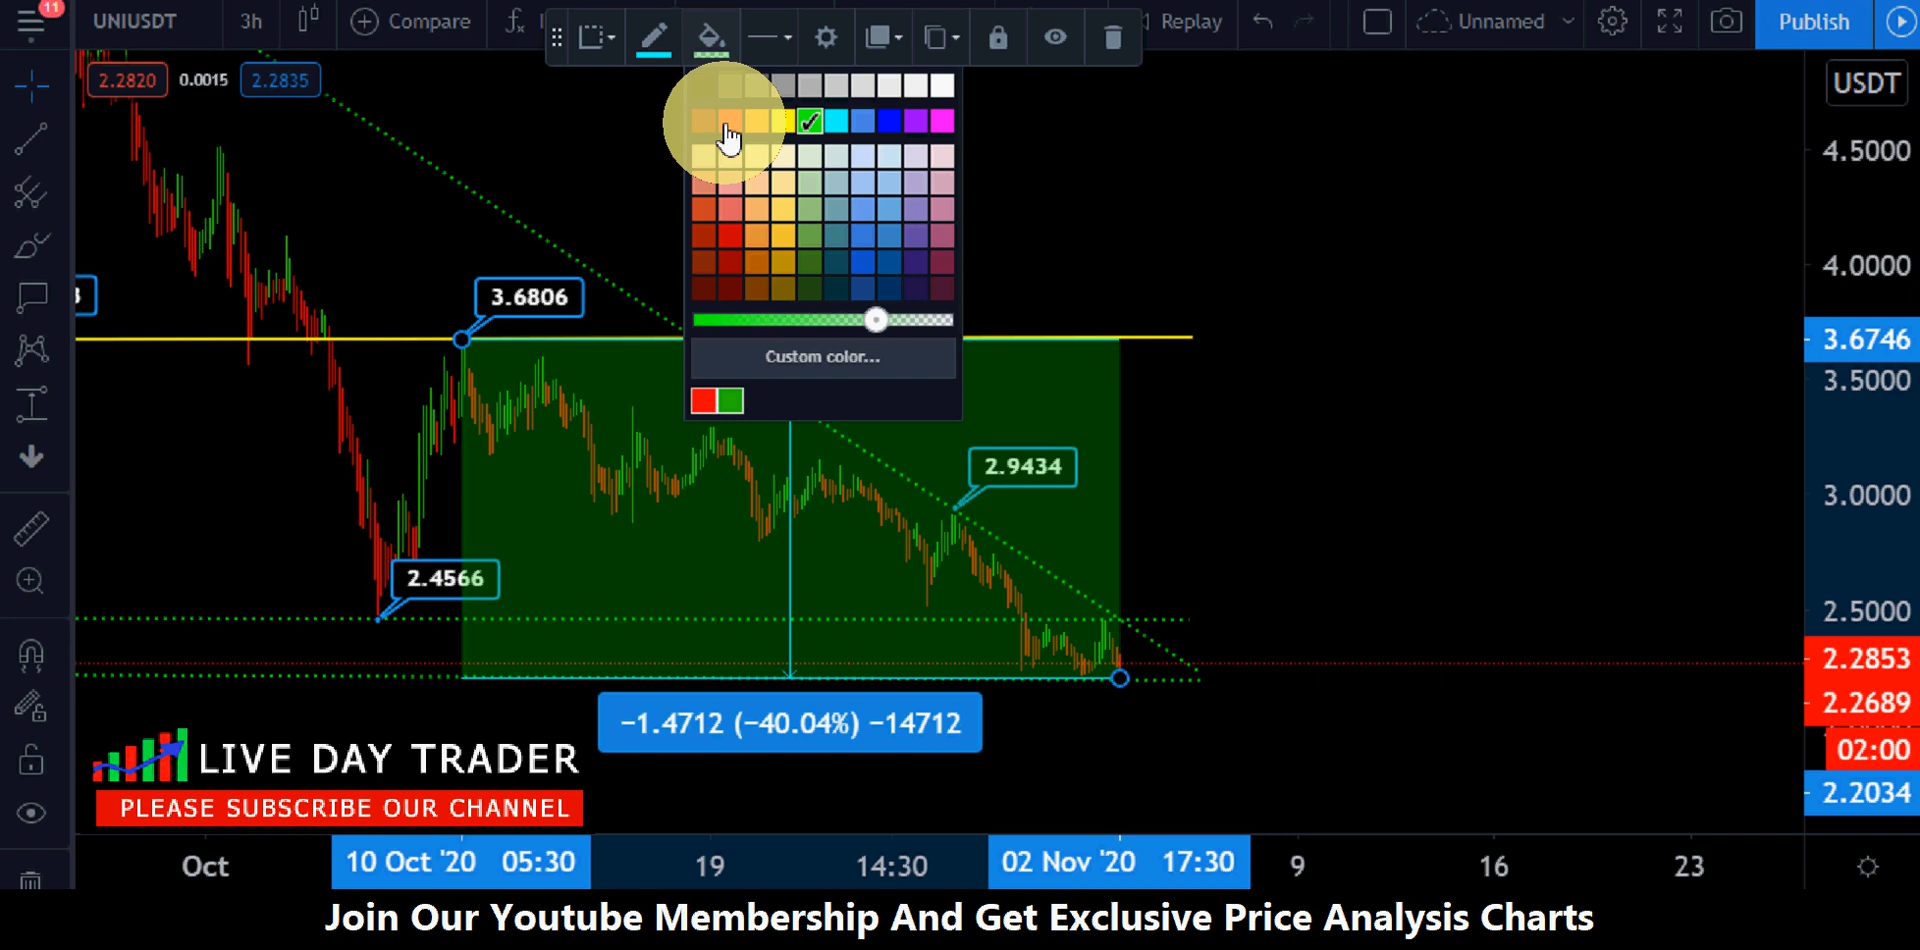 11
UNIUSDT
3h
Compare
Replay
Unnamed
Publish
2.2820
0.0015
2.2835
USDT
4.5000
4.0000
3.6806
3.6746
Custom color...
3.5000
2.9434
3.0000
2.4566
2.5000
2.2853
2.2689
−1.4712 (−40.04%) −14712
02:00
2.2034
LIVE DAY TRADER
PLEASE SUBSCRIBE OUR CHANNEL
Oct
10 Oct '20 05:30
19
14:30
02 Nov '20 17:30
9
16
23
Join Our Youtube Membership And Get Exclusive Price Analysis Charts